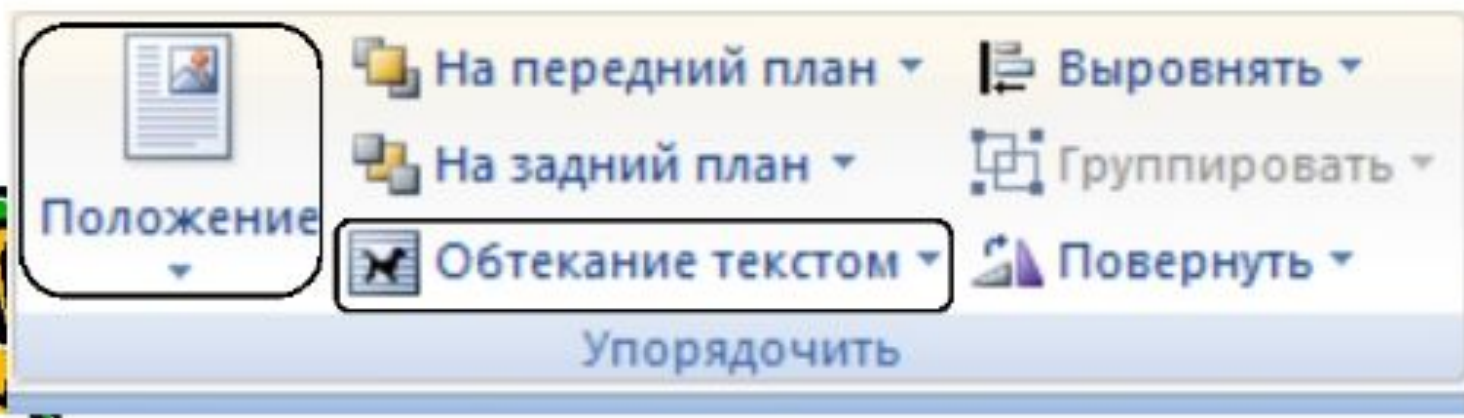 Положение
На передний план
На задний план
Обтекание текстом
Выровнять
Группировать
Повернуть
Упорядочить